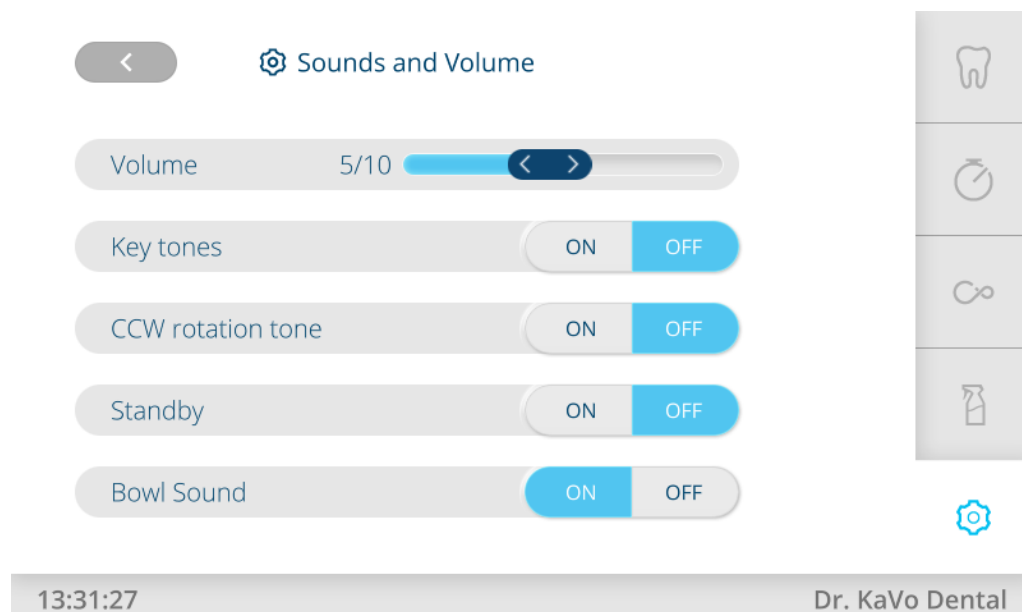 Sounds and Volume
Volume 5/10
Key tones ON OFF
CCW rotation tone ON OFF
Standby ON OFF
Bowl Sound ON OFF
13:31:27 Dr. KaVo Dental